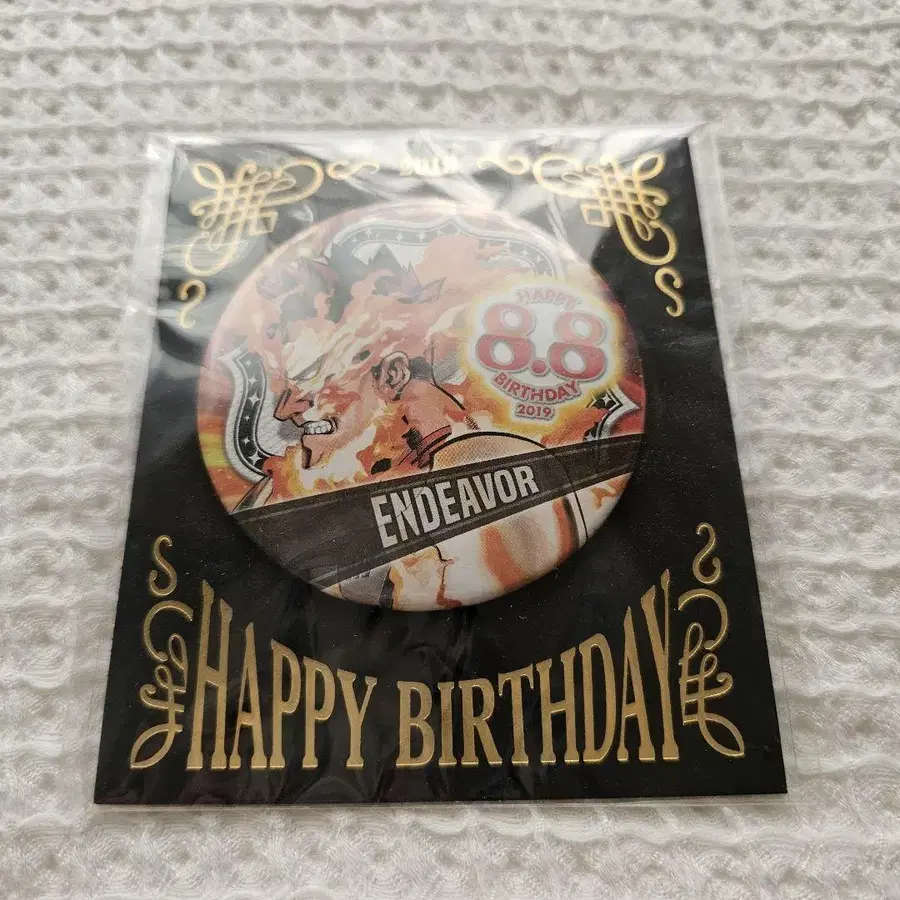 HAPPY
8.8
BIRTHDAY
2019
ENDEAVOR
HAPPY BIRTHDAY